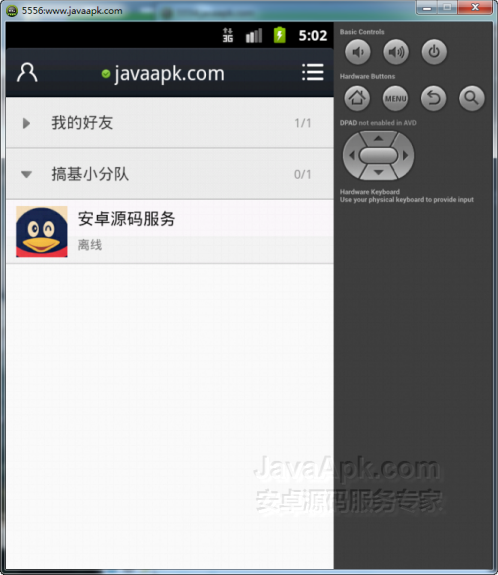 5556:www.javaapk.com
3G 5:02
javaapk.com
我的好友 1/1
搞基小分队 0/1
安卓源码服务
离线
Basic Controls
Hardware Buttons
MENU
DPAD not enabled in AVD
Hardware Keyboard
Use your physical keyboard to provide input
JavaApk.com
安卓源码服务专家